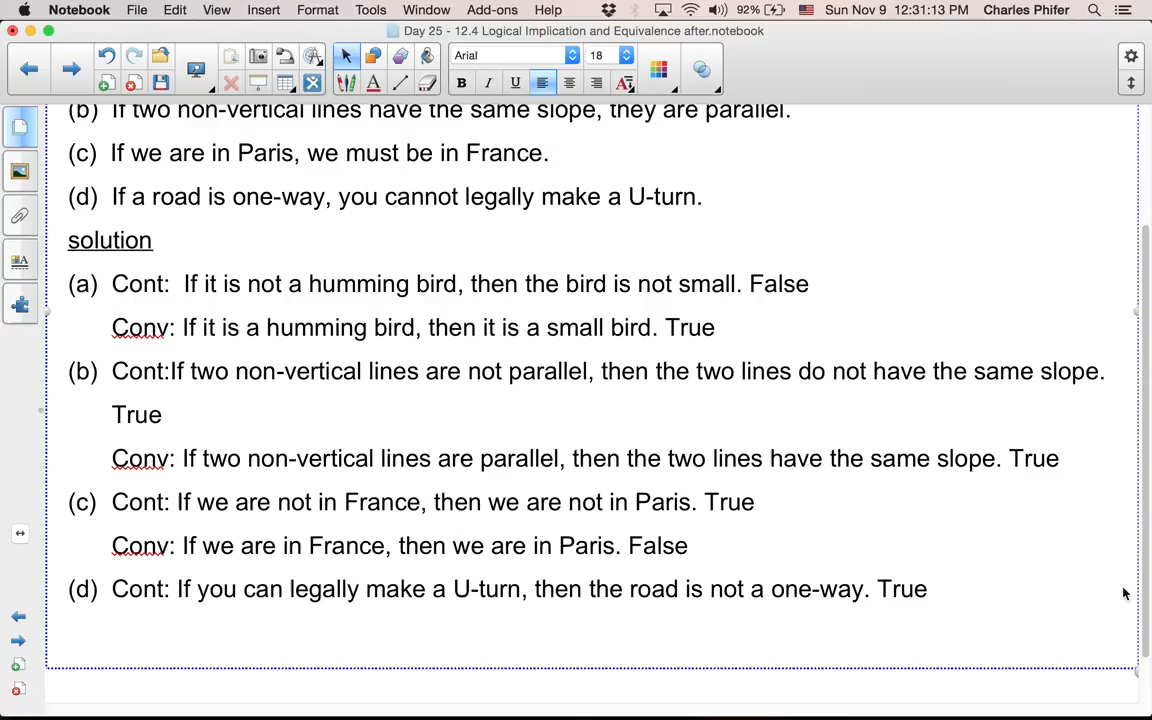 Notebook File Edit View Insert Format Tools Window Add-ons Help 92% Sun Nov 9 12:31:13 PM Charles Phifer
Day 25 - 12.4 Logical Implication and Equivalence after.notebook
Arial 18
B I U
(b) If two non-vertical lines have the same slope, they are parallel.
(c) If we are in Paris, we must be in France.
(d) If a road is one-way, you cannot legally make a U-turn.
solution
(a) Cont: If it is not a humming bird, then the bird is not small. False
Conv: If it is a humming bird, then it is a small bird. True
(b) Cont:If two non-vertical lines are not parallel, then the two lines do not have the same slope.
True
Conv: If two non-vertical lines are parallel, then the two lines have the same slope. True
(c) Cont: If we are not in France, then we are not in Paris. True
Conv: If we are in France, then we are in Paris. False
(d) Cont: If you can legally make a U-turn, then the road is not a one-way. True